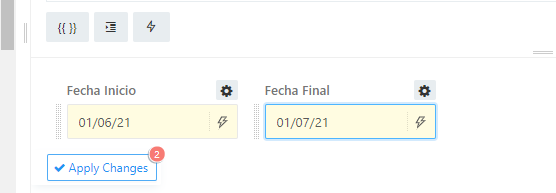 {{ }}
Fecha Inicio
Fecha Final
01/06/21
01/07/21
Apply Changes
2